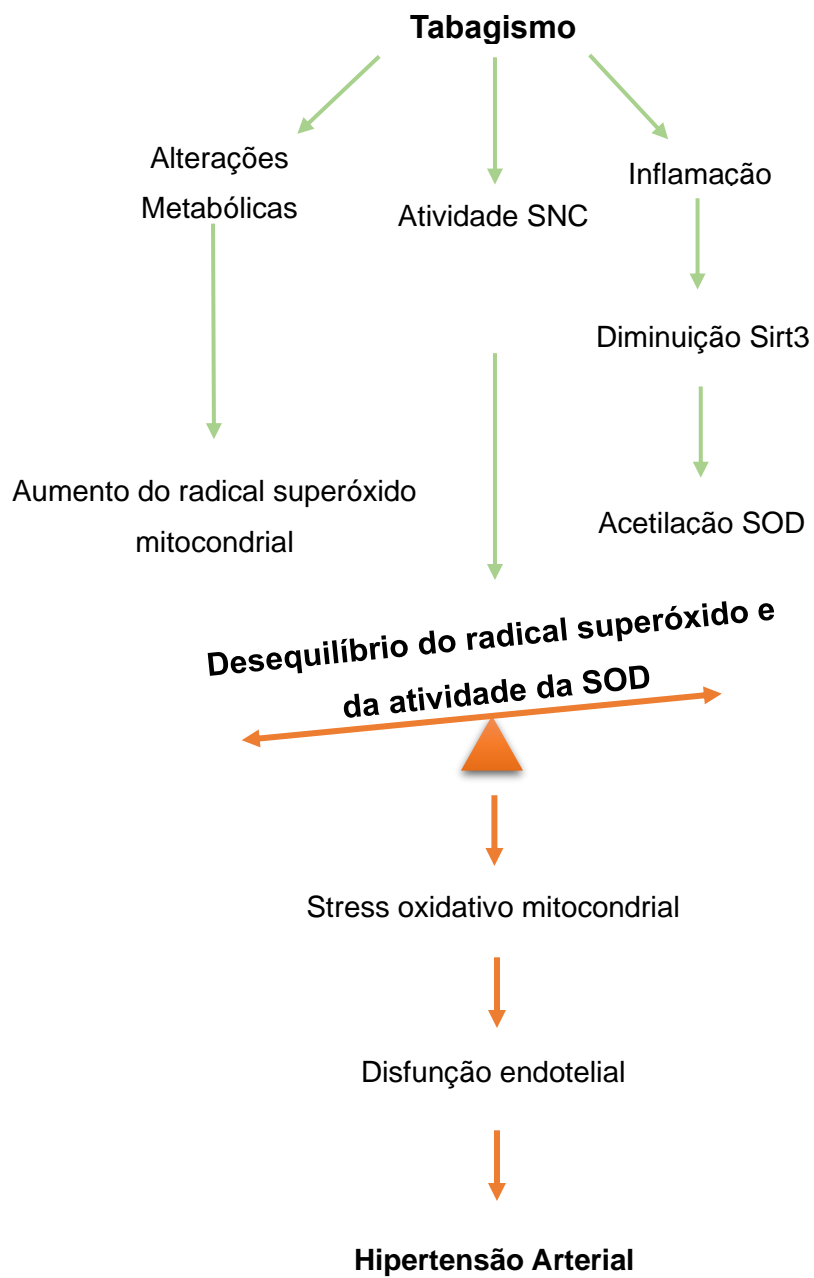 Tabagismo
Alterações
Metabólicas
Atividade SNC
Inflamação
Diminuição Sirt3
Aumento do radical superóxido
mitocondrial
Acetilação SOD
Desequilíbrio do radical superóxido e
da atividade da SOD
Stress oxidativo mitocondrial
Disfunção endotelial
Hipertensão Arterial